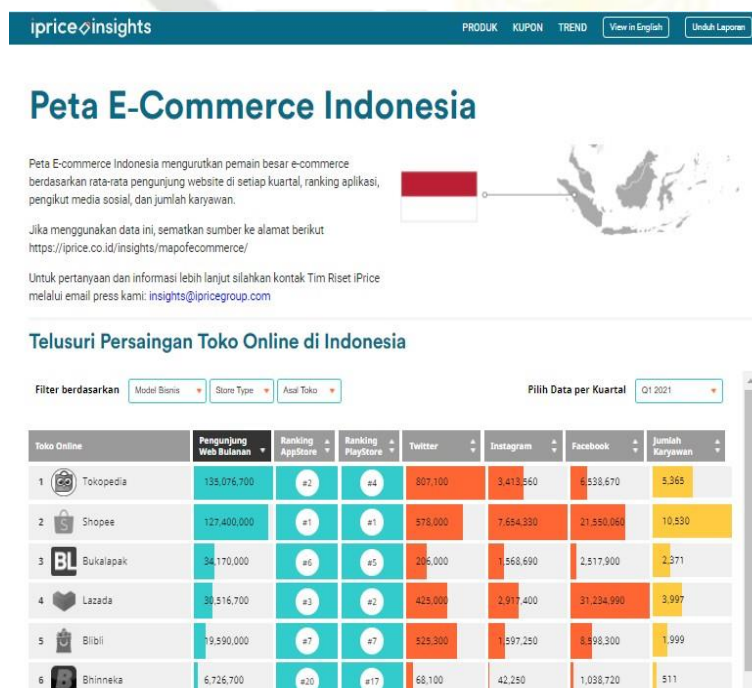 iprice insights PRODUK KUPON TREND View in English Unduh Laporan
Peta E-Commerce Indonesia
Peta E-commerce Indonesia mengurutkan pemain besar e-commerce
berdasarkan rata-rata pengunjung website di setiap kuartal, ranking aplikasi,
pengikut media sosial, dan jumlah karyawan.
Jika menggunakan data ini, sematkan sumber ke alamat berikut
https://iprice.co.id/insights/mapofecommerce/
Untuk pertanyaan dan informasi lebih lanjut silahkan kontak Tim Riset iPrice
melalui email press kami: insights@ipricegroup.com
Telusuri Persaingan Toko Online di Indonesia
Filter berdasarkan Model Bisnis Store Type Asal Toko Pilih Data per Kuartal Q1 2021
Toko Online Pengunjung Web Bulanan Ranking AppStore Ranking PlayStore Twitter Instagram Facebook Jumlah Karyawan
1 Tokopedia 135,076,700 #2 #4 807,100 3,413,560 6,538,670 5,365
2 S Shopee 127,400,000 #1 #1 578,000 7,654,330 21,550,060 10,530
3 BL Bukalapak 34,170,000 #6 #5 206,000 1,568,690 2,517,900 2,371
4 Lazada 30,516,700 #3 #2 425,000 2,917,400 31,234,990 3,997
5 Blibli 19,590,000 #7 #7 525,300 1,597,250 8,598,300 1,999
6 B Bhinneka 6,726,700 #20 #17 68,100 42,250 1,038,720 511